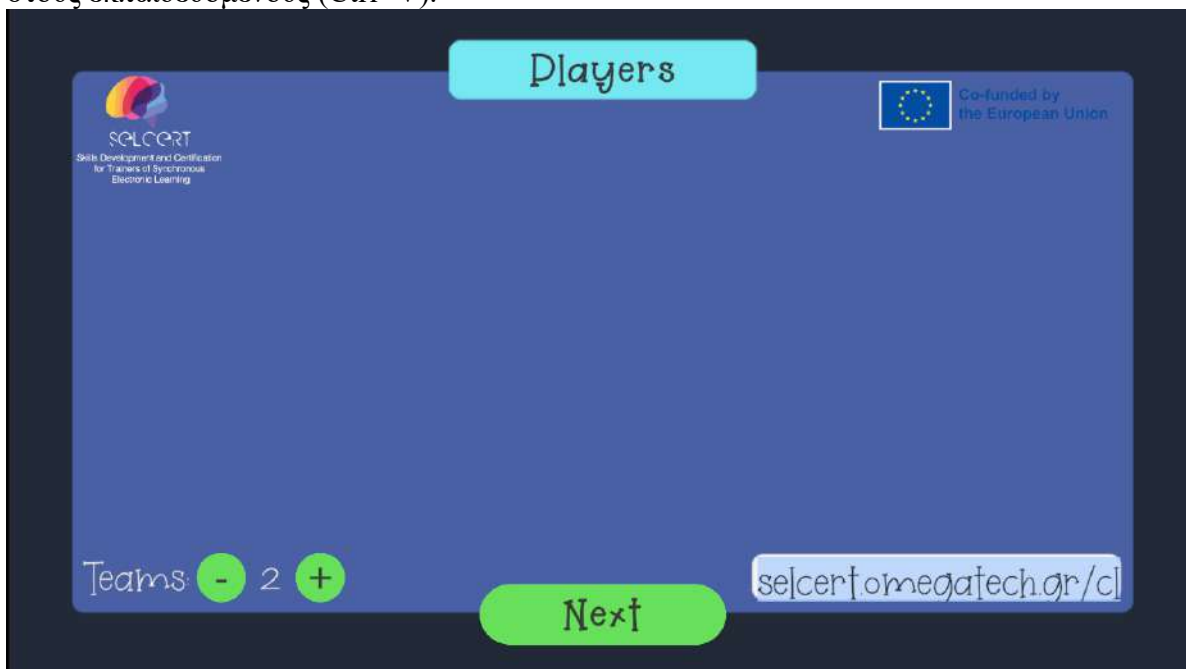 Players
SELCERT
Skills Development and Certification
for Trainers of Synchronous
Electronic Learning
Co-funded by
the European Union
Teams: - 2 +
selcert.omegatech.gr/cl
Next